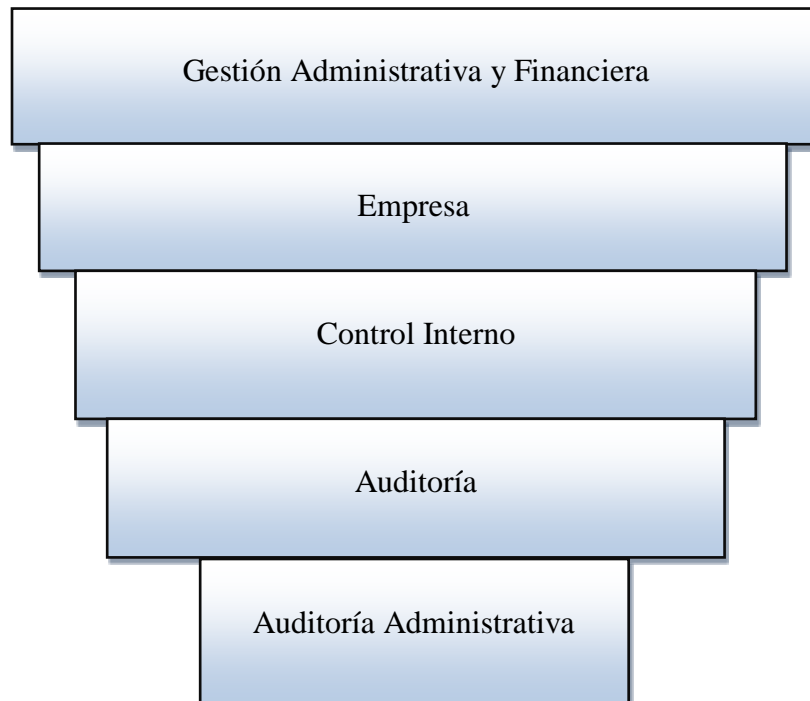 Gestión Administrativa y Financiera
Empresa
Control Interno
Auditoría
Auditoría Administrativa